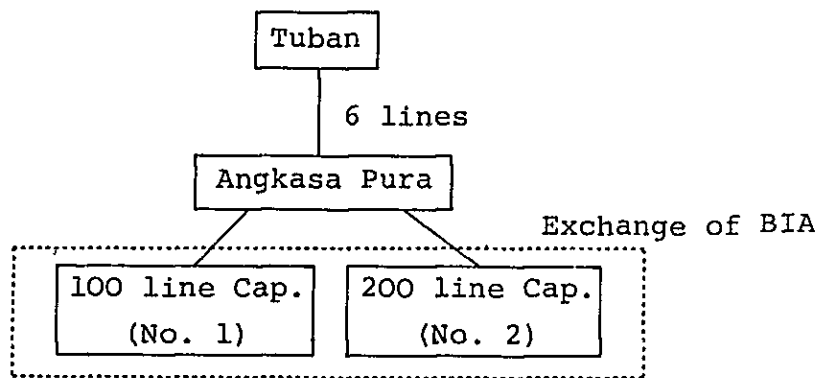 Tuban
6 lines
Angkasa Pura
Exchange of BIA
100 line Cap.
(No. 1)
200 line Cap.
(No. 2)